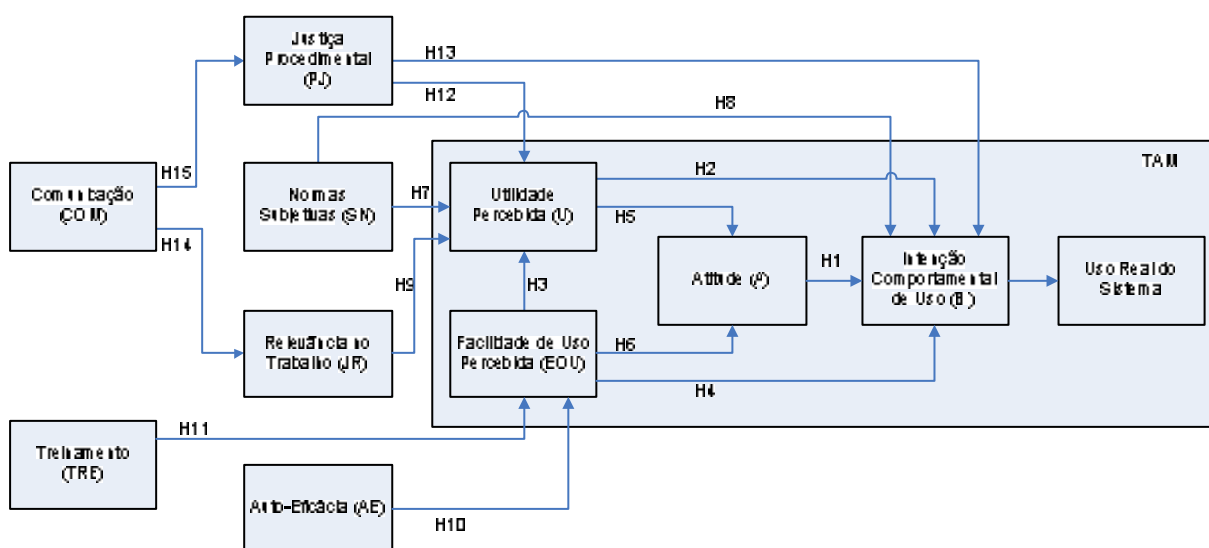 Justiça
Procedimental
(PJ)
H13
H12
H8
TAM
Comunicação
(COM)
H15
H14
Normas
Subjetivas (SN)
H7
Utilidade
Percebida (U)
H2
H5
Atitude (A)
H1
Intenção
Comportamental
de Uso (BI)
Uso Real do
Sistema
H9
H3
Relevância no
Trabalho (JR)
Facilidade de Uso
Percebida (EOU)
H6
H4
Treinamento
(TRE)
H11
Auto-Eficácia (AE)
H10